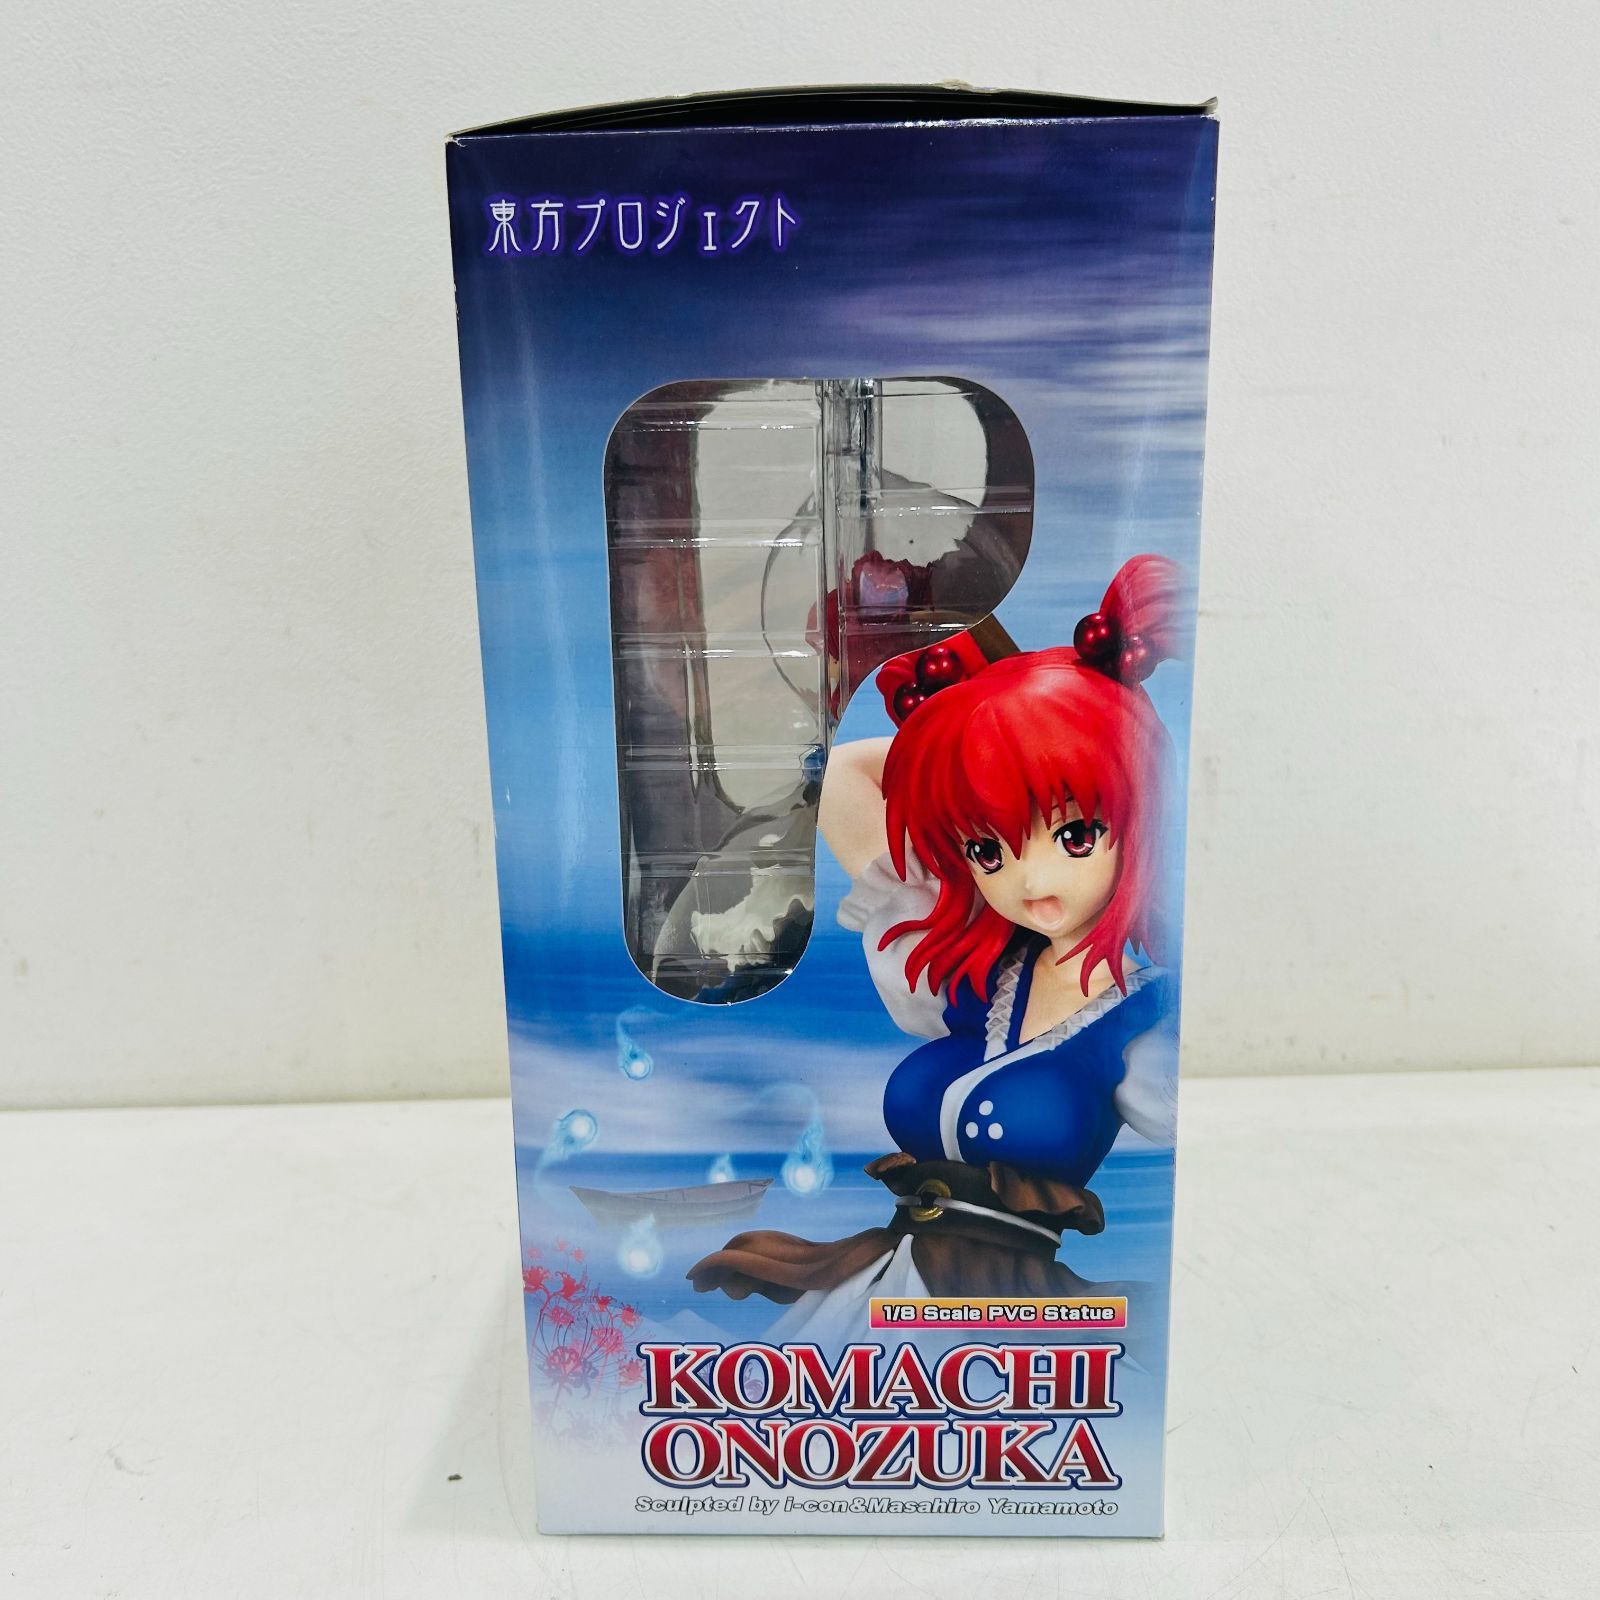 東方プロジェクト
1/8 Scale PVC Statue
KOMACHI
ONOZUKA
Sculpted by i-con&Masahiro Yamamoto